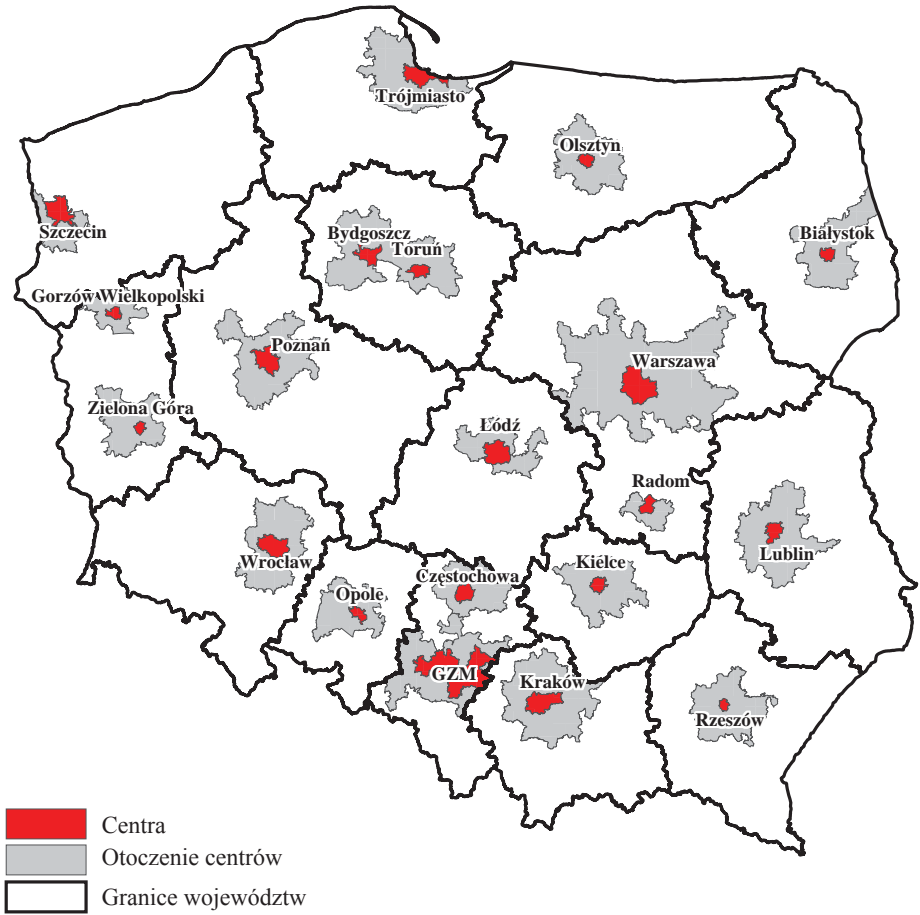 Trójmiasto
Olsztyn
Szczecin
Bydgoszcz
Toruń
Białystok
Gorzów Wielkopolski
Poznań
Warszawa
Zielona Góra
Łódź
Radom
Wrocław
Lublin
Kielce
Częstochowa
Opole
GZM
Kraków
Rzeszów
Centra
Otoczenie centrów
Granice województw